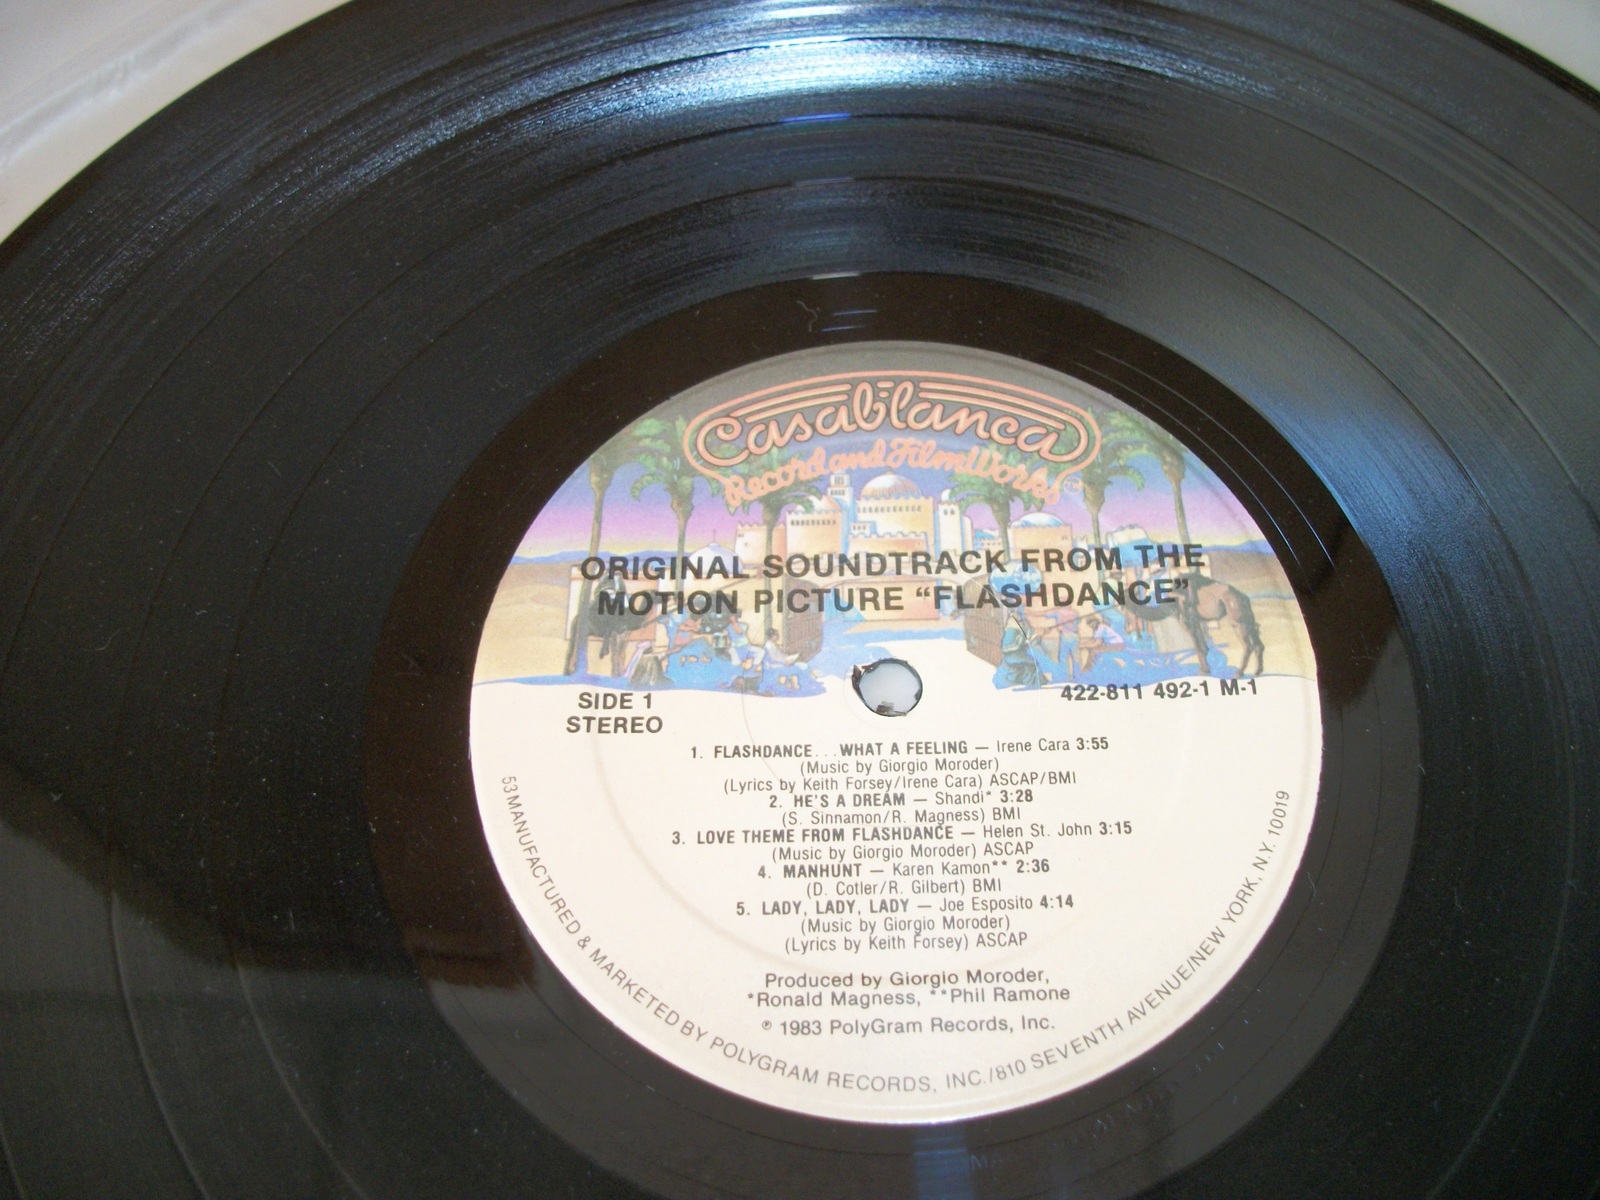 Casablanca
Record and FilmWorks
TM
ORIGINAL SOUNDTRACK FROM THE
MOTION PICTURE “FLASHDANCE”
SIDE 1
STEREO
422-811 492-1 M-1
1. FLASHDANCE...WHAT A FEELING — Irene Cara 3:55
(Music by Giorgio Moroder)
(Lyrics by Keith Forsey/Irene Cara) ASCAP/BMI
2. HE'S A DREAM — Shandi* 3:28
(S. Sinnamon/R. Magness) BMI
3. LOVE THEME FROM FLASHDANCE — Helen St. John 3:15
(Music by Giorgio Moroder) ASCAP
4. MANHUNT — Karen Kamon** 2:36
(D. Cotler/R. Gilbert) BMI
5. LADY, LADY, LADY — Joe Esposito 4:14
(Music by Giorgio Moroder)
(Lyrics by Keith Forsey) ASCAP
Produced by Giorgio Moroder,
*Ronald Magness, **Phil Ramone
℗ 1983 PolyGram Records, Inc.
53 MANUFACTURED & MARKETED BY POLYGRAM RECORDS, INC./810 SEVENTH AVENUE/NEW YORK, N.Y. 10019